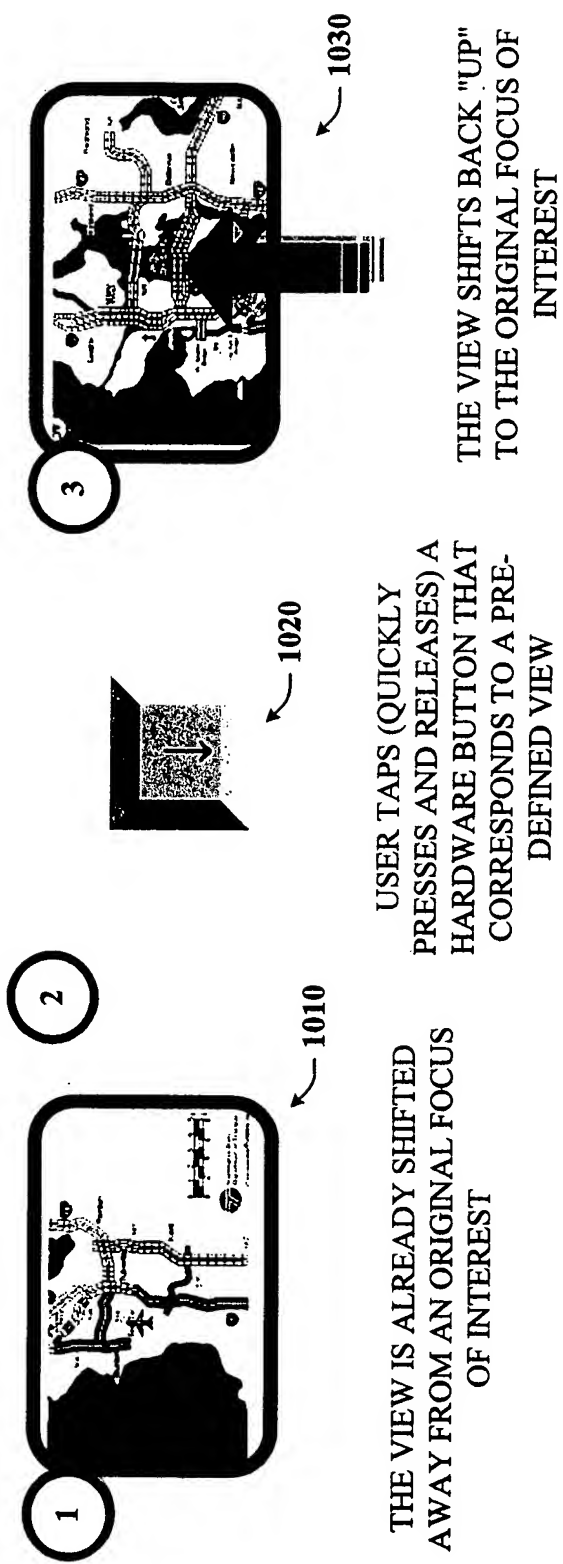 1
1010
THE VIEW IS ALREADY SHIFTED
AWAY FROM AN ORIGINAL FOCUS
OF INTEREST
2
1020
USER TAPS (QUICKLY
PRESSES AND RELEASES) A
HARDWARE BUTTON THAT
CORRESPONDS TO A PRE-
DEFINED VIEW
3
1030
THE VIEW SHIFTS BACK "UP"
TO THE ORIGINAL FOCUS OF
INTEREST